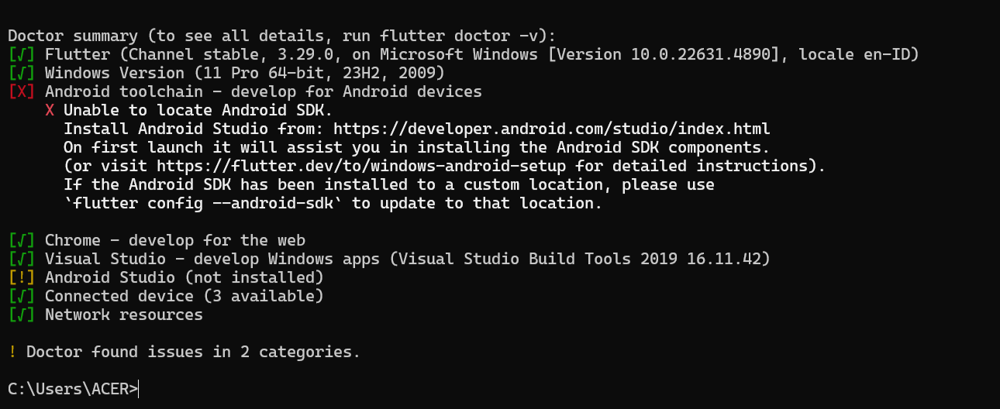 Doctor summary (to see all details, run flutter doctor -v):
[√] Flutter (Channel stable, 3.29.0, on Microsoft Windows [Version 10.0.22631.4890], locale en-ID)
[√] Windows Version (11 Pro 64-bit, 23H2, 2009)
[X] Android toolchain - develop for Android devices
    X Unable to locate Android SDK.
      Install Android Studio from: https://developer.android.com/studio/index.html
      On first launch it will assist you in installing the Android SDK components.
      (or visit https://flutter.dev/to/windows-android-setup for detailed instructions).
      If the Android SDK has been installed to a custom location, please use
      `flutter config --android-sdk` to update to that location.

[√] Chrome - develop for the web
[√] Visual Studio - develop Windows apps (Visual Studio Build Tools 2019 16.11.42)
[!] Android Studio (not installed)
[√] Connected device (3 available)
[√] Network resources

! Doctor found issues in 2 categories.

C:\Users\ACER>